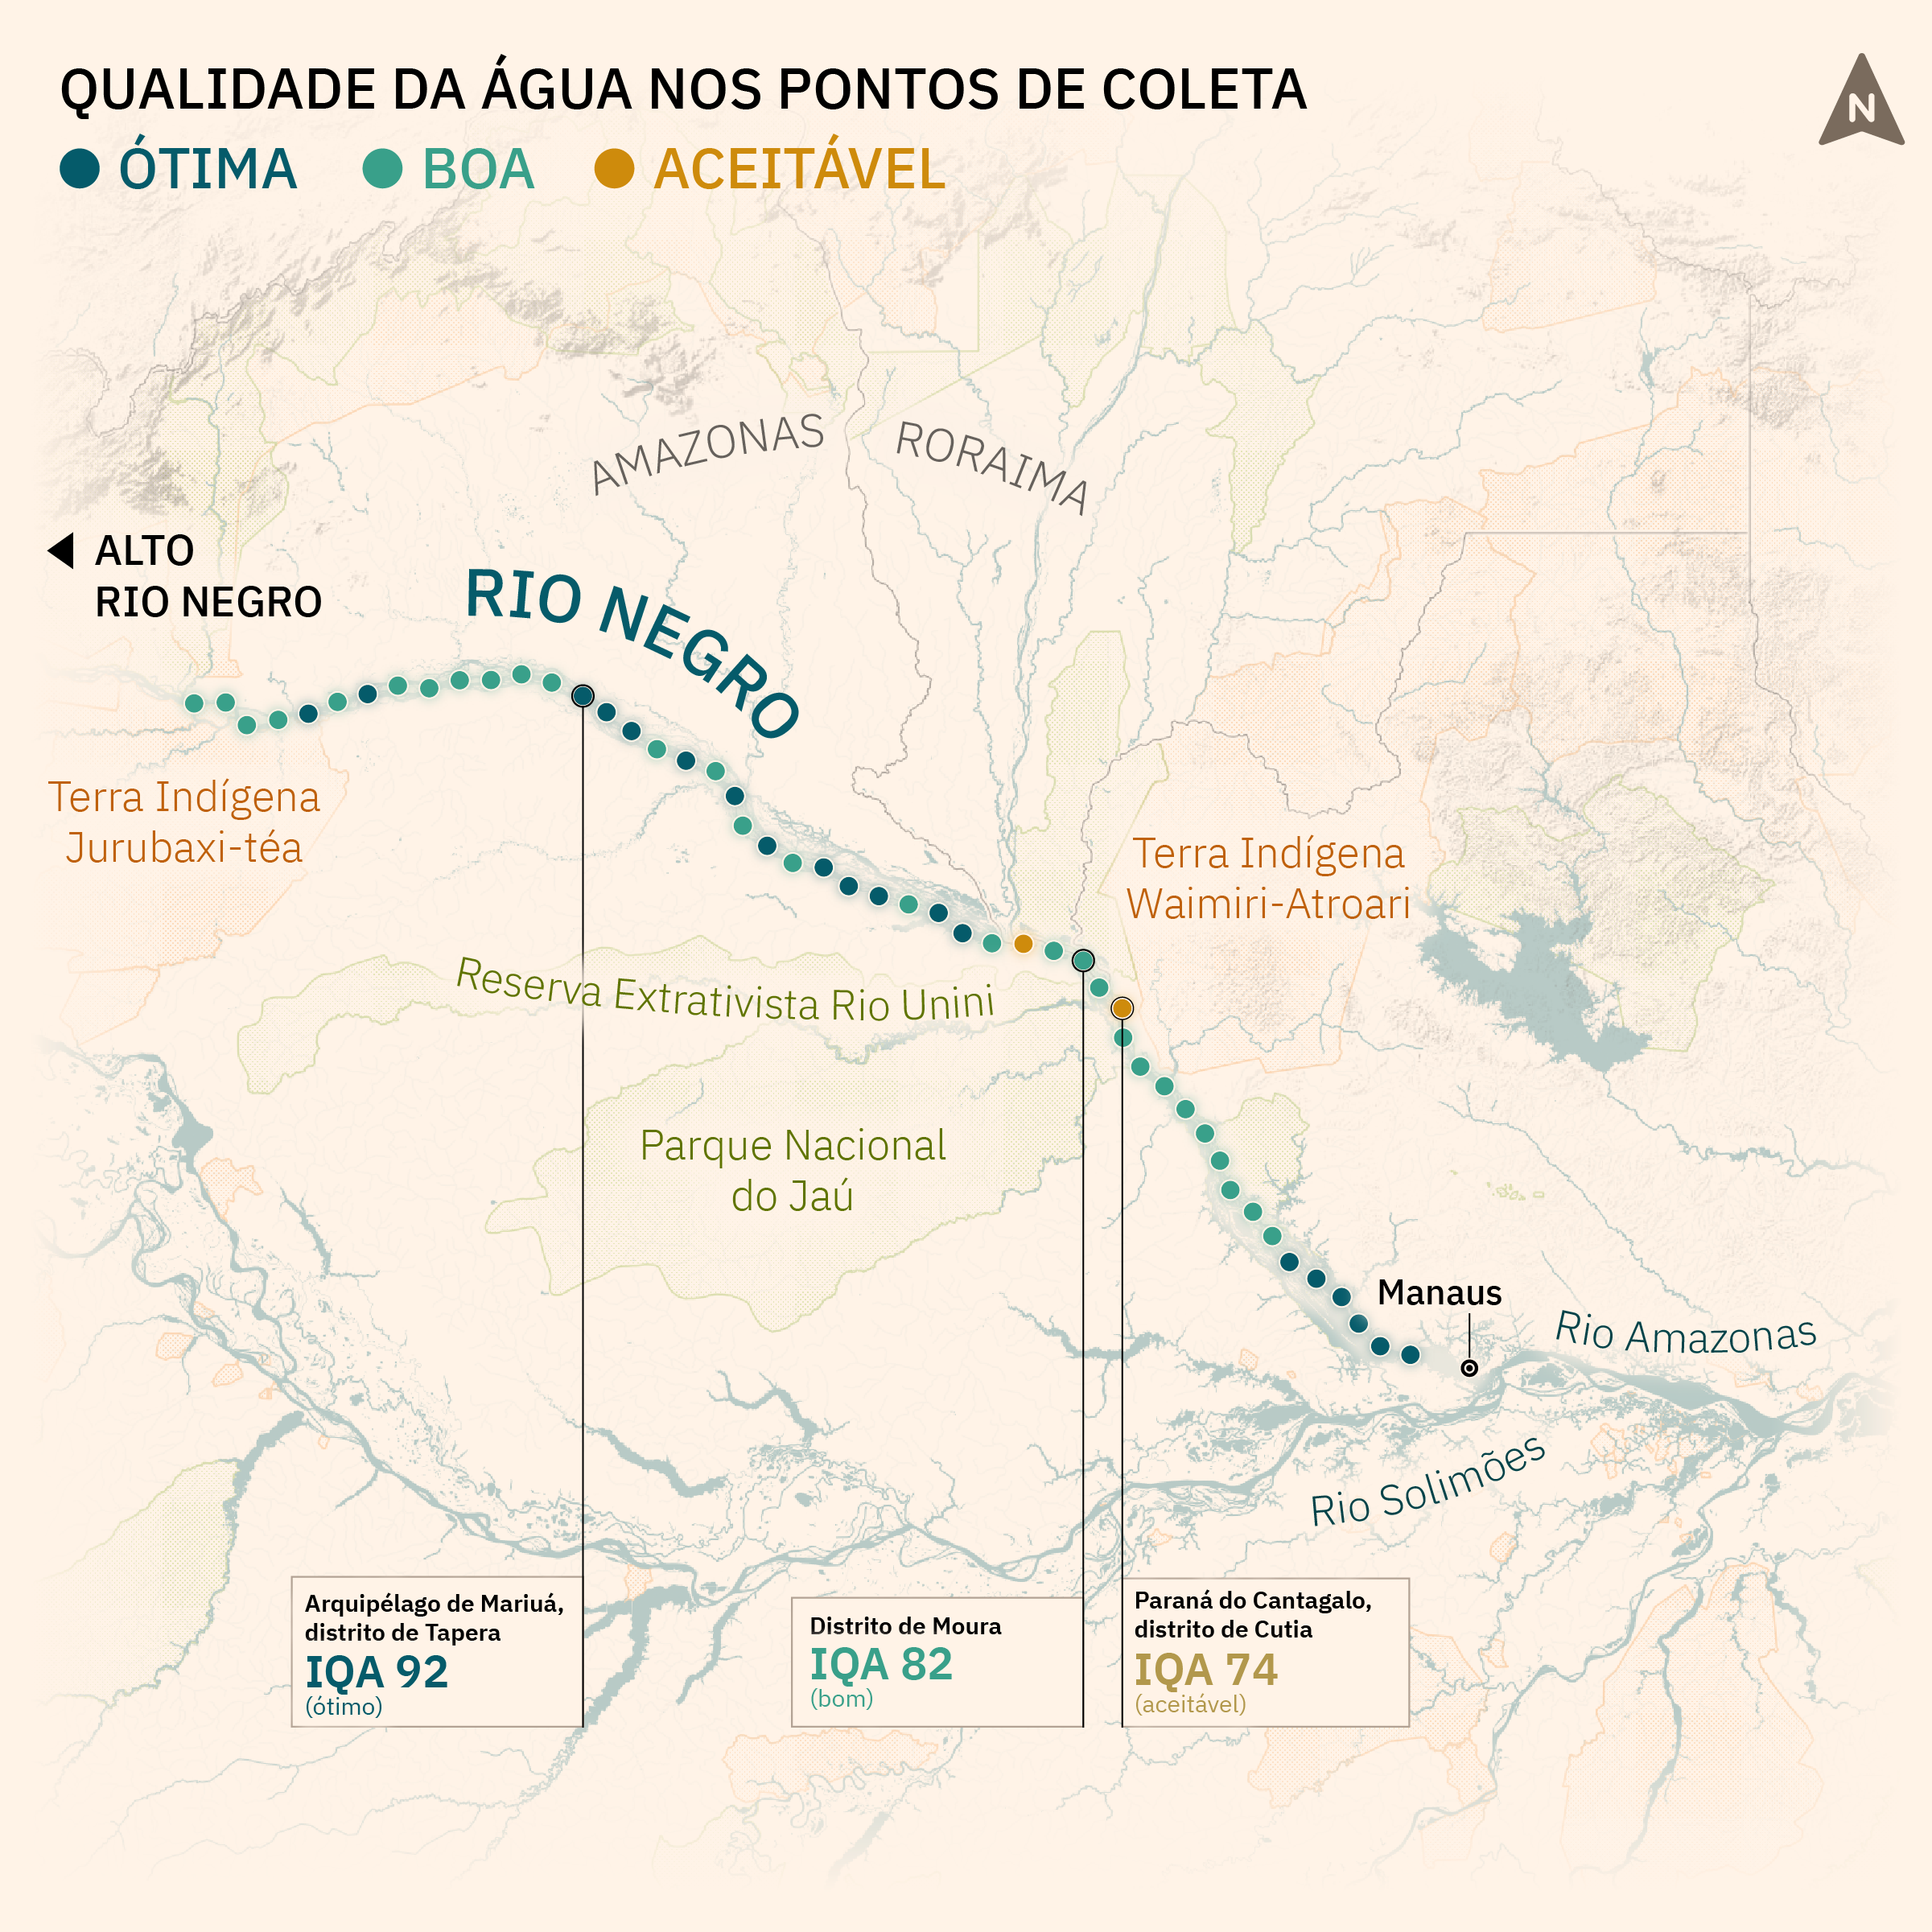 QUALIDADE DA ÁGUA NOS PONTOS DE COLETA
ÓTIMA
BOA
ACEITÁVEL
N
AMAZONAS
RORAIMA
ALTO
RIO NEGRO
RIO NEGRO
Terra Indígena
Jurubaxi-téa
Terra Indígena
Waimiri-Atroari
Reserva Extrativista Rio Unini
Parque Nacional
do Jaú
Manaus
Rio Amazonas
Rio Solimões
Arquipélago de Mariuá,
distrito de Tapera
IQA 92
(ótimo)
Distrito de Moura
IQA 82
(bom)
Paraná do Cantagalo,
distrito de Cutia
IQA 74
(aceitável)